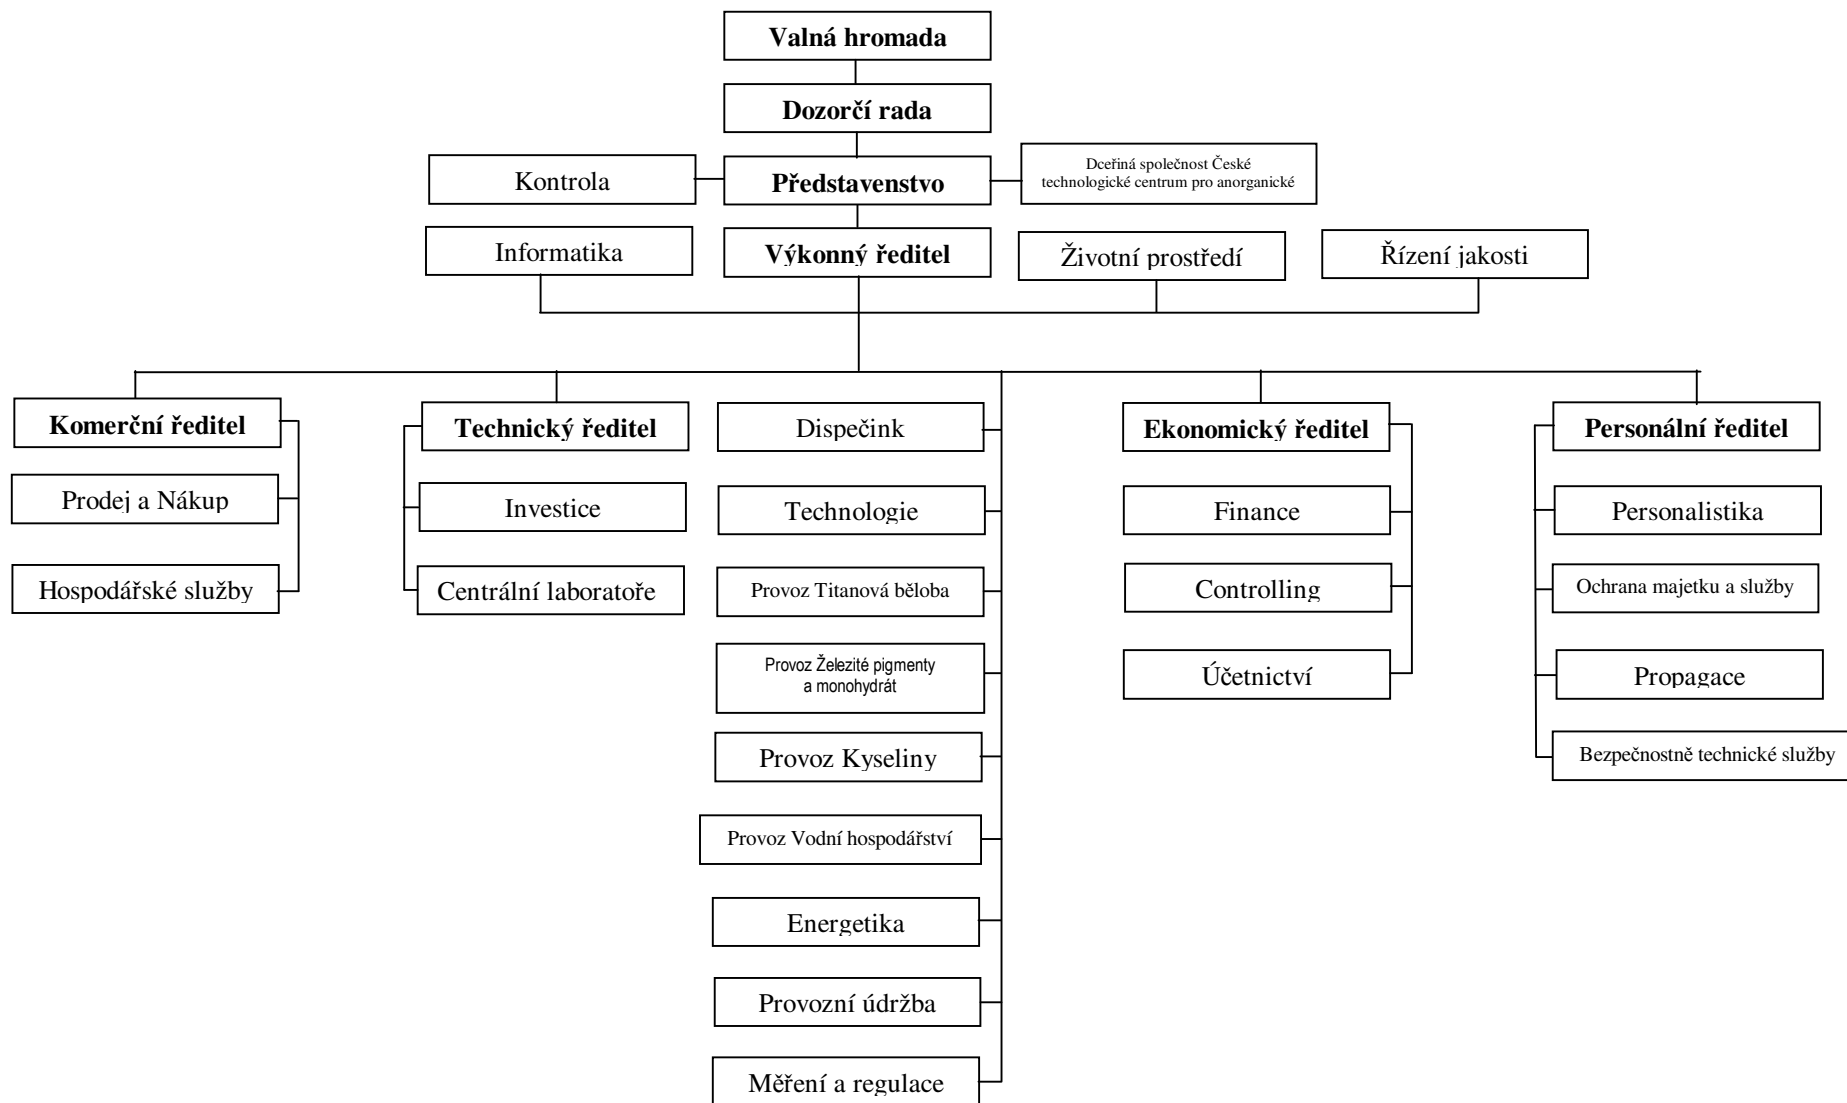 Valná hromada
Dozorčí rada
Kontrola
Představenstvo
Dceřiná společnost České
technologické centrum pro anorganické
Informatika
Výkonný ředitel
Životní prostředí
Řízení jakosti
Komerční ředitel
Prodej a Nákup
Hospodářské služby
Technický ředitel
Investice
Centrální laboratoře
Dispečink
Technologie
Provoz Titanová běloba
Provoz Železité pigmenty
a monohydrát
Provoz Kyseliny
Provoz Vodní hospodářství
Energetika
Provozní údržba
Měření a regulace
Ekonomický ředitel
Finance
Controlling
Účetnictví
Personální ředitel
Personalistika
Ochrana majetku a služby
Propagace
Bezpečnostně technické služby